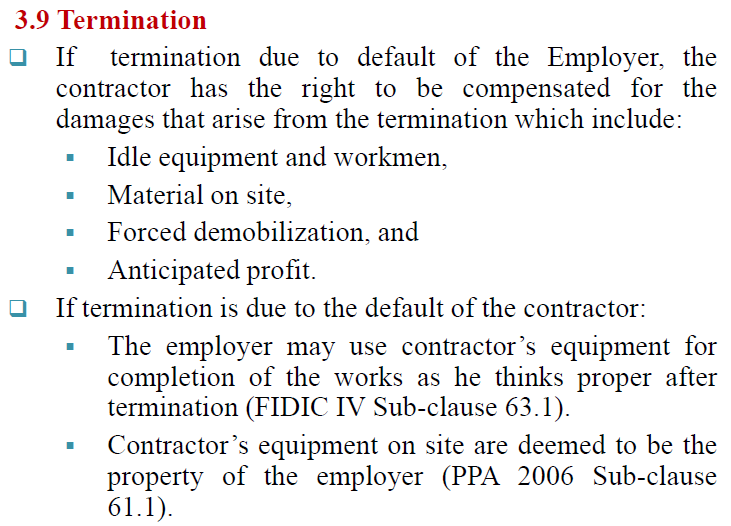 3.9 Termination
If termination due to default of the Employer, the
contractor has the right to be compensated for the
damages that arise from the termination which include:
Idle equipment and workmen,
Material on site,
Forced demobilization, and
Anticipated profit.
If termination is due to the default of the contractor:
The employer may use contractor's equipment for
completion of the works as he thinks proper after
termination (FIDIC IV Sub-clause 63.1).
Contractor's equipment on site are deemed to be the
property of the employer (PPA 2006 Sub-clause
61.1).